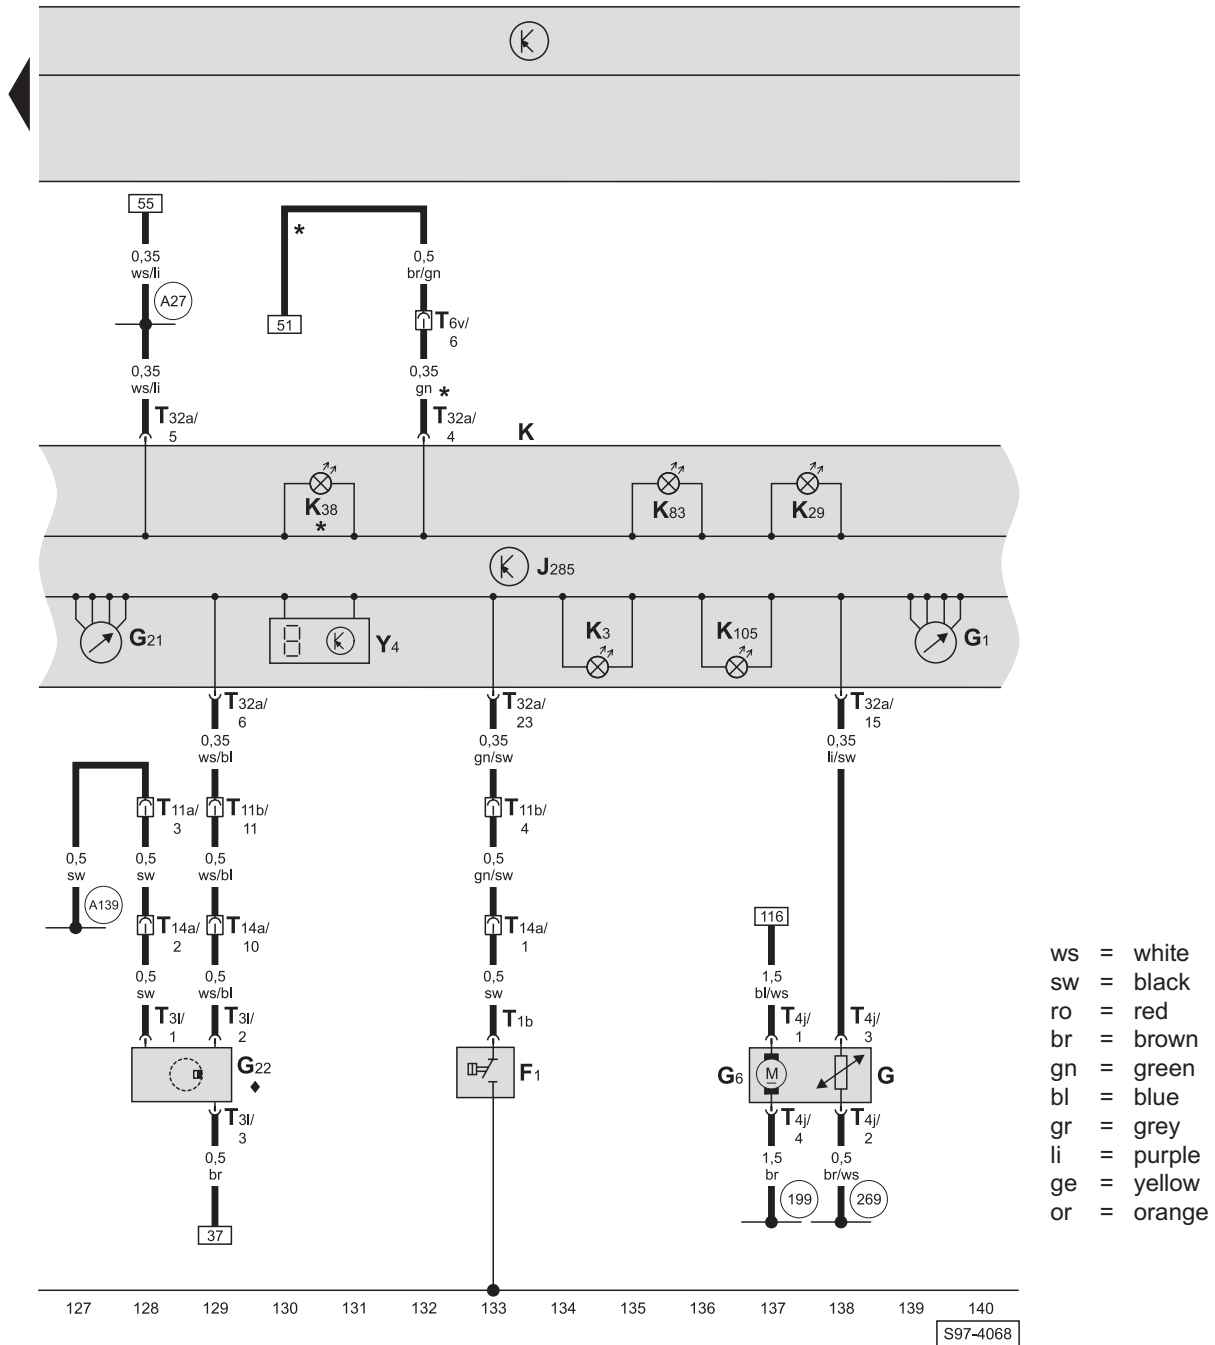 55
0,35
ws/li
A27
0,35
ws/li
T32a/
5
*
51
0,5
br/gn
T6v/
6
0,35
gn *
T32a/
4
K
K38
*
K83
K29
J285
G21
Y4
K3
K105
G1
T32a/
6
0,35
ws/bl
T32a/
23
0,35
gn/sw
T32a/
15
0,35
li/sw
T11a/
3
T11b/
11
T11b/
4
0,5
sw
0,5
sw
0,5
ws/bl
0,5
gn/sw
A139
T14a/
2
T14a/
10
T14a/
1
116
0,5
sw
0,5
ws/bl
0,5
sw
1,5
bl/ws
T3l/
1
T3l/
2
T1b
T4j/
1
T4j/
3
G22
♦
F1
G6
M
G
T3l/
3
T4j/
4
T4j/
2
0,5
br
1,5
br
0,5
br/ws
199
269
37
ws = white
sw = black
ro = red
br = brown
gn = green
bl = blue
gr = grey
li = purple
ge = yellow
or = orange
127 128 129 130 131 132 133 134 135 136 137 138 139 140
S97-4068